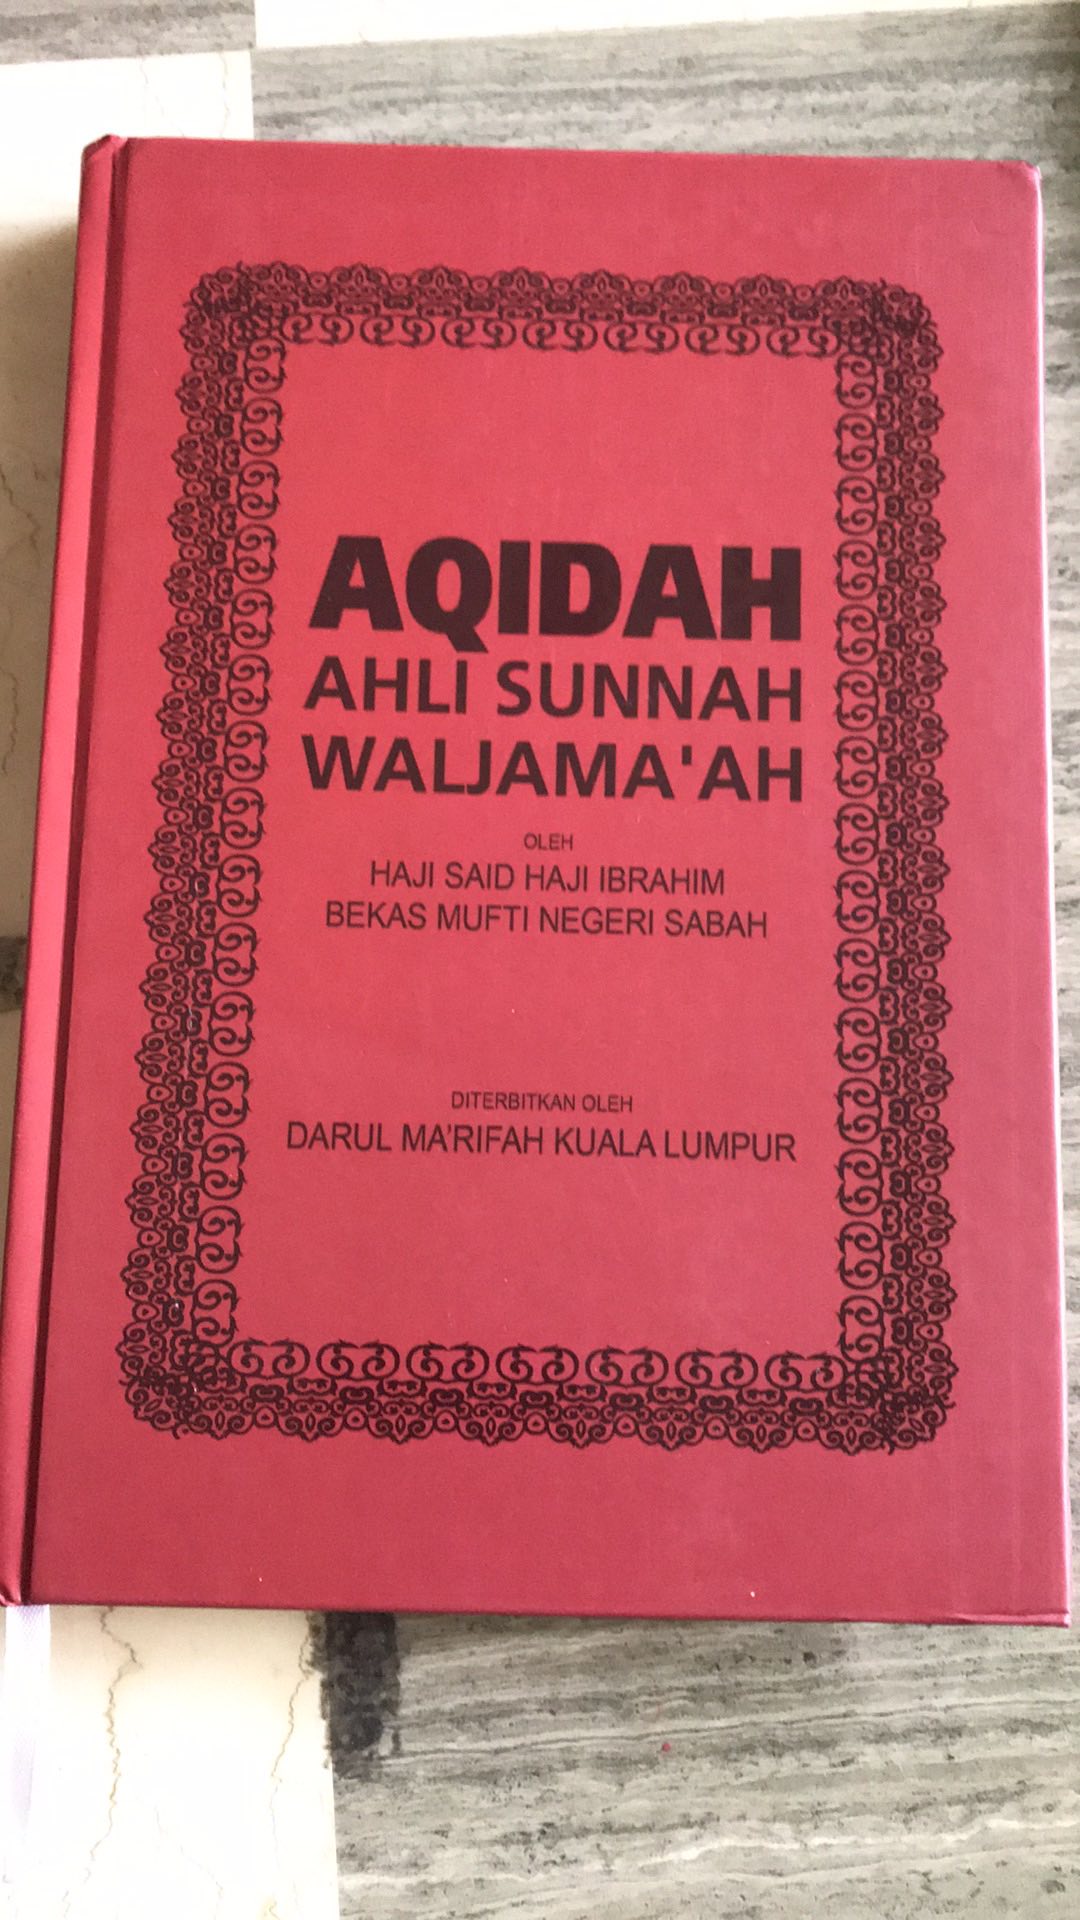 AQIDAH
AHLI SUNNAH
WALJAMA'AH
OLEH
HAJI SAID HAJI IBRAHIM
BEKAS MUFTI NEGERI SABAH
DITERBITKAN OLEH
DARUL MA'RIFAH KUALA LUMPUR